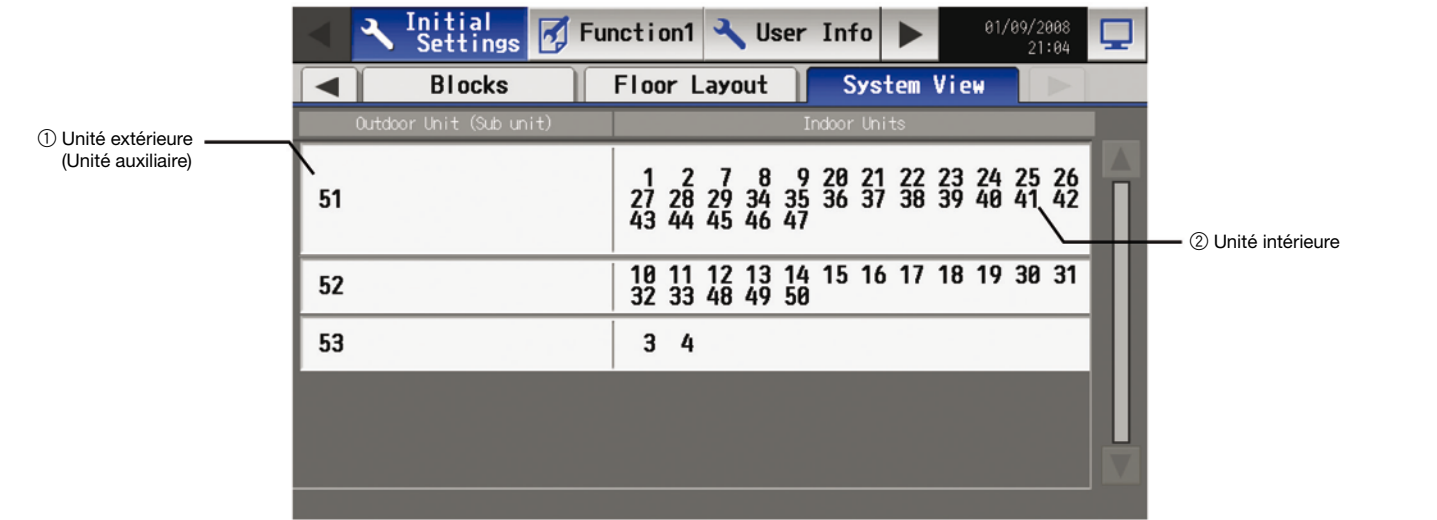 Initial
Settings
Function1
User Info
01/09/2008
21:04
Blocks
Floor Layout
System View
Outdoor Unit (Sub unit)
Indoor Units
① Unité extérieure
(Unité auxiliaire)
51
1 2 7 8 9 20 21 22 23 24 25 26
27 28 29 34 35 36 37 38 39 40 41 42
43 44 45 46 47
② Unité intérieure
52
10 11 12 13 14 15 16 17 18 19 30 31
32 33 48 49 50
53
3 4